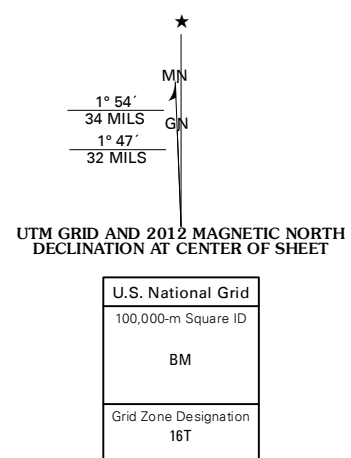 ★
MN
1° 54´
34 MILS
GN
1° 47´
32 MILS
UTM GRID AND 2012 MAGNETIC NORTH
DECLINATION AT CENTER OF SHEET
U.S. National Grid
100,000-m Square ID
BM
Grid Zone Designation
16T